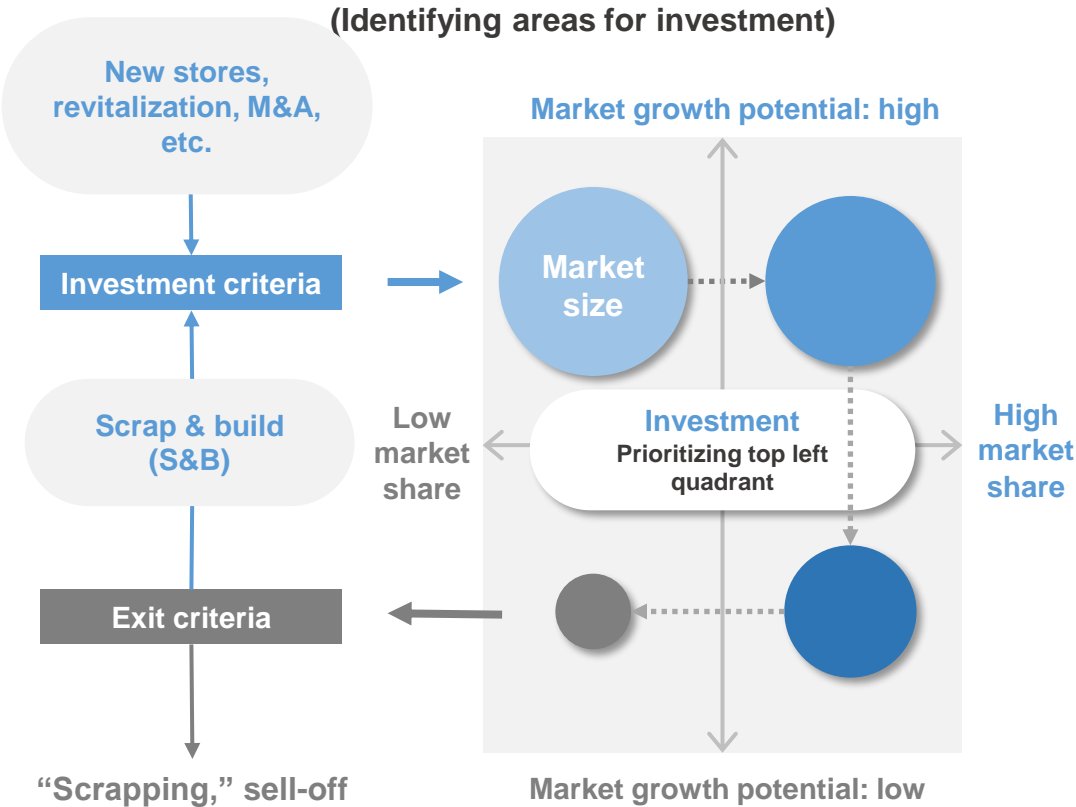 (Identifying areas for investment)
New stores,
revitalization, M&A,
etc.
Market growth potential: high
Investment criteria
Market
size
Scrap & build
(S&B)
Low
market
share
Investment
Prioritizing top left
quadrant
High
market
share
Exit criteria
“Scrapping,” sell-off
Market growth potential: low